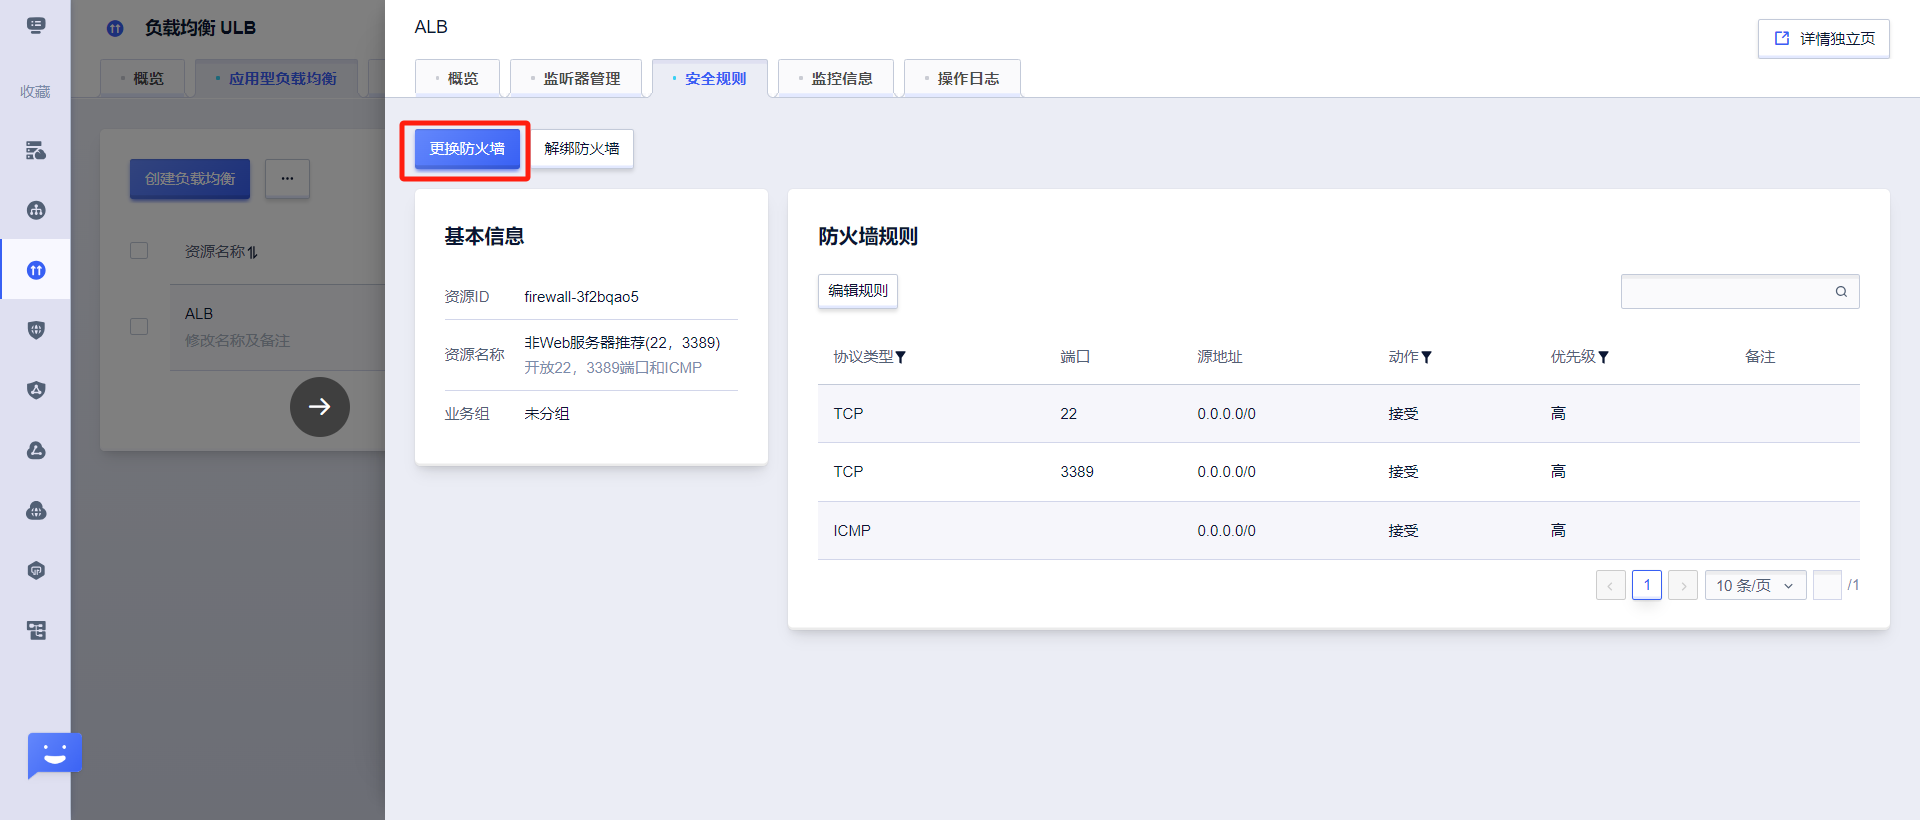 收藏
负载均衡 ULB
概览
应用型负载均衡
创建负载均衡
...
资源名称
ALB
修改名称及备注
ALB
详情独立页
概览
监听器管理
安全规则
监控信息
操作日志
更换防火墙
解绑防火墙
基本信息
资源ID firewall-3f2bqao5
资源名称 非Web服务器推荐(22，3389)
开放22，3389端口和ICMP
业务组 未分组
防火墙规则
编辑规则
协议类型 端口 源地址 动作 优先级 备注
TCP 22 0.0.0.0/0 接受 高
TCP 3389 0.0.0.0/0 接受 高
ICMP 0.0.0.0/0 接受 高
1 10 条/页 /1